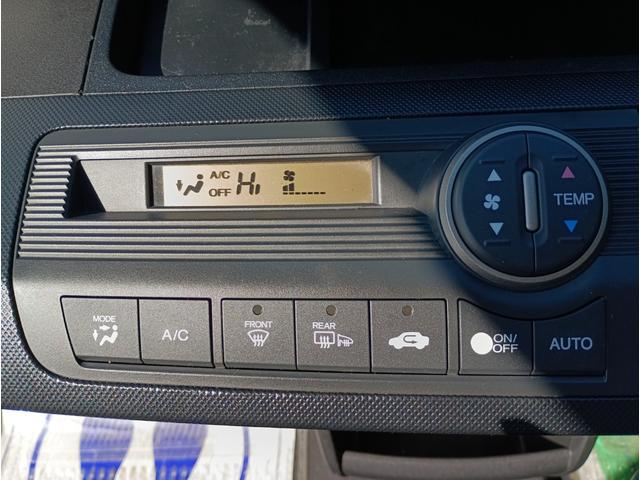 A/C
OFF
Hi
TEMP
MODE
A/C
FRONT
REAR
ON/
OFF
AUTO